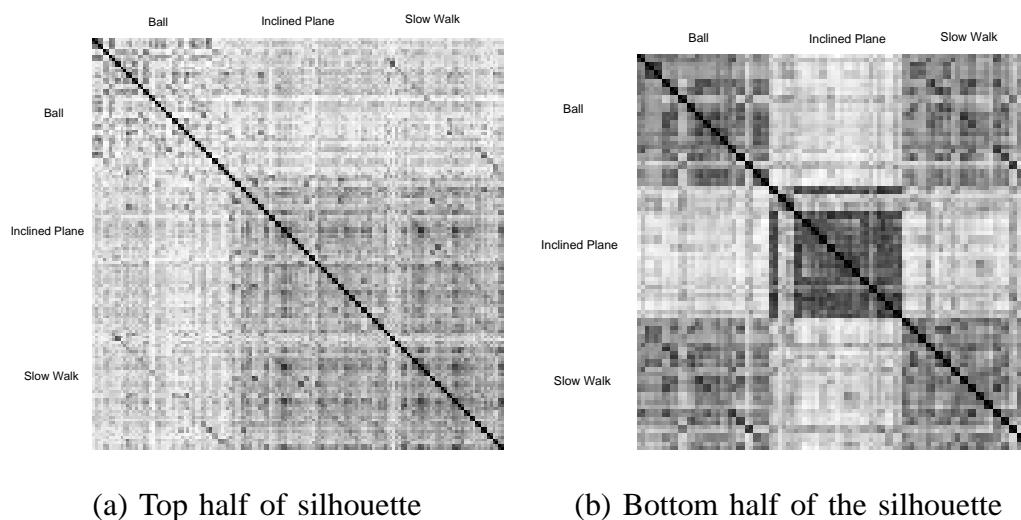 Ball Inclined Plane Slow Walk
Ball
Inclined Plane
Slow Walk
(a) Top half of silhouette
Ball Inclined Plane Slow Walk
Ball
Inclined Plane
Slow Walk
(b) Bottom half of the silhouette